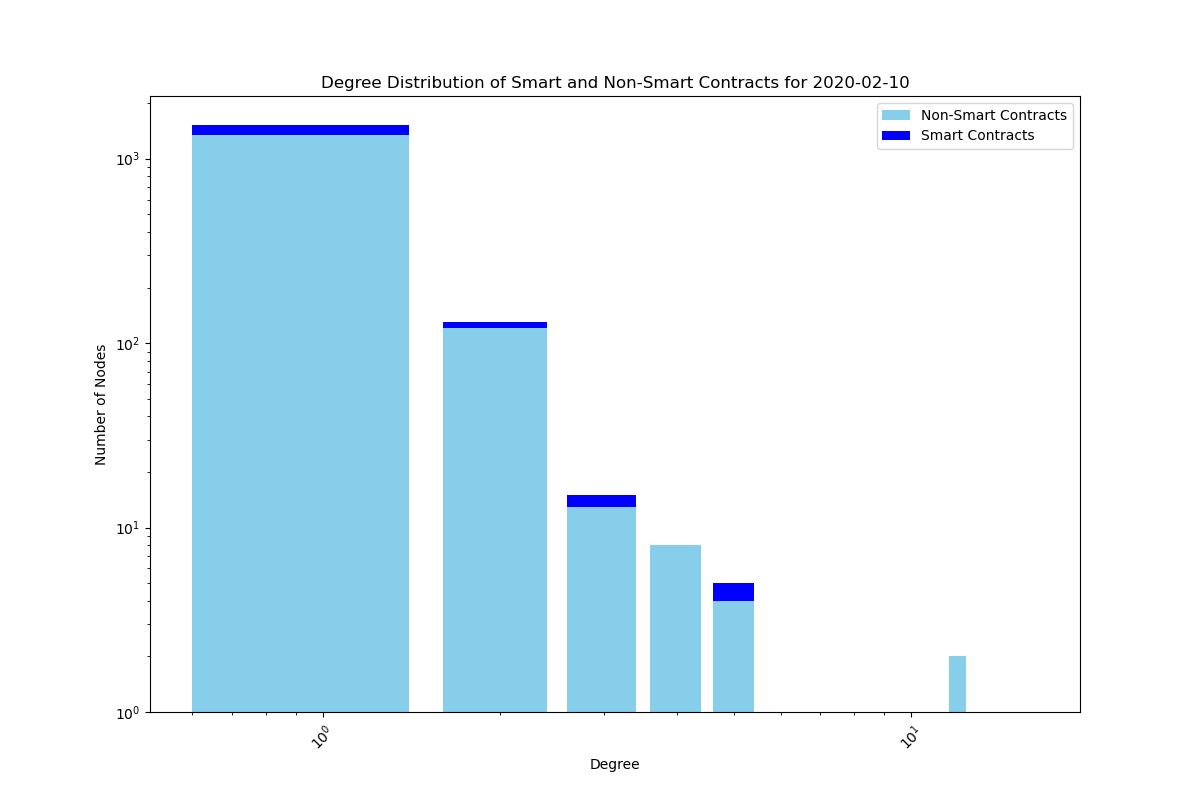 Degree Distribution of Smart and Non-Smart Contracts for 2020-02-10
Non-Smart Contracts
Smart Contracts
Number of Nodes
10³
10²
10¹
10⁰
10⁰
10¹
Degree